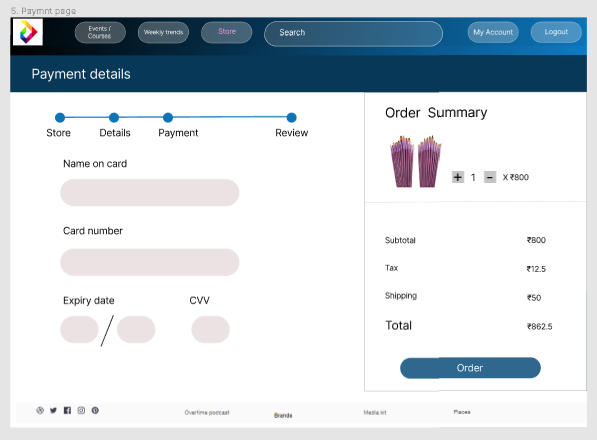 5. Paymnt page
Events /
Courses
Weekly trends
Store
Search
My Account
Logout
Payment details
Store
Details
Payment
Review
Name on card
Card number
Expiry date
CVV
/
Order Summary
+ 1 - X ₹800
Subtotal ₹800
Tax ₹12.5
Shipping ₹50
Total ₹862.5
Order
Overtime podcast
Brands
Media kit
Places